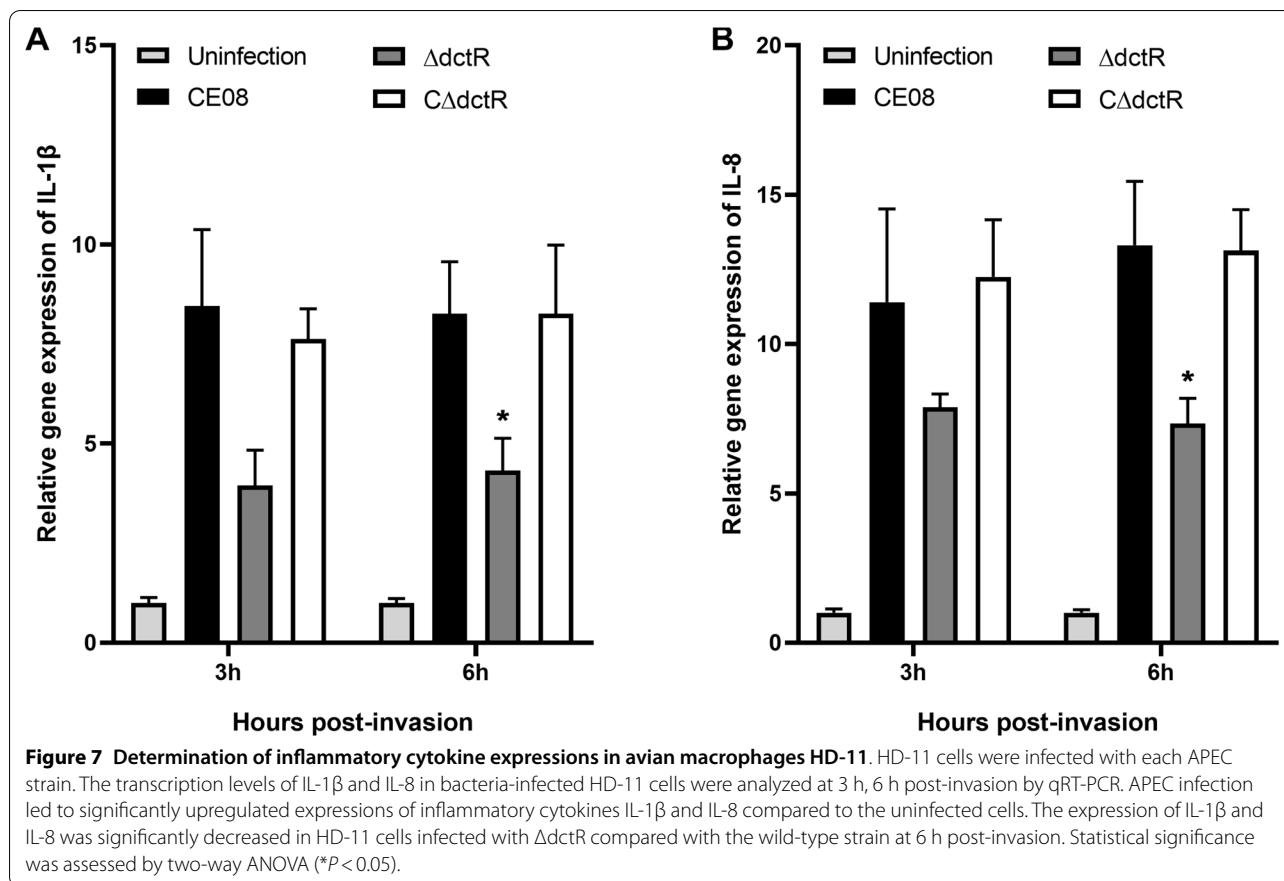 A
15
10
5
0
Relative gene expression of IL-1β
Uninfection
CE08
ΔdctR
CΔdctR
*
3h
6h
Hours post-invasion
B
20
15
10
5
0
Relative gene expression of IL-8
Uninfection
CE08
ΔdctR
CΔdctR
*
3h
6h
Hours post-invasion
Figure 7 Determination of inflammatory cytokine expressions in avian macrophages HD-11. HD-11 cells were infected with each APEC
strain. The transcription levels of IL-1β and IL-8 in bacteria-infected HD-11 cells were analyzed at 3 h, 6 h post-invasion by qRT-PCR. APEC infection
led to significantly upregulated expressions of inflammatory cytokines IL-1β and IL-8 compared to the uninfected cells. The expression of IL-1β and
IL-8 was significantly decreased in HD-11 cells infected with ΔdctR compared with the wild-type strain at 6 h post-invasion. Statistical significance
was assessed by two-way ANOVA (*P < 0.05).